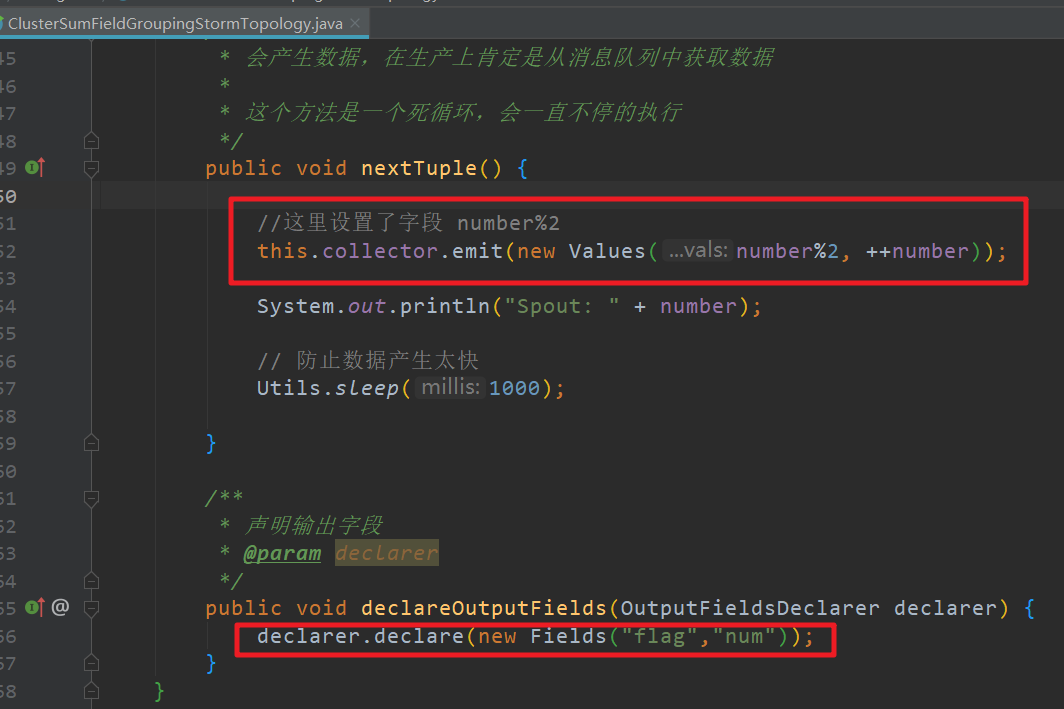 ClusterSumFieldGroupingStormTopology.java
45 * 会产生数据，在生产上肯定是从消息队列中获取数据
46 *
47 * 这个方法是一个死循环，会一直不停的执行
48 */
49 public void nextTuple() {
50
51 //这里设置了字段 number%2
52 this.collector.emit(new Values( ...vals: number%2, ++number));
53
54 System.out.println("Spout: " + number);
55
56 // 防止数据产生太快
57 Utils.sleep( millis: 1000);
58
59 }
60
61 /**
62 * 声明输出字段
63 * @param declarer
64 */
65 @ public void declareOutputFields(OutputFieldsDeclarer declarer) {
66 declarer.declare(new Fields("flag","num"));
67 }
68 }